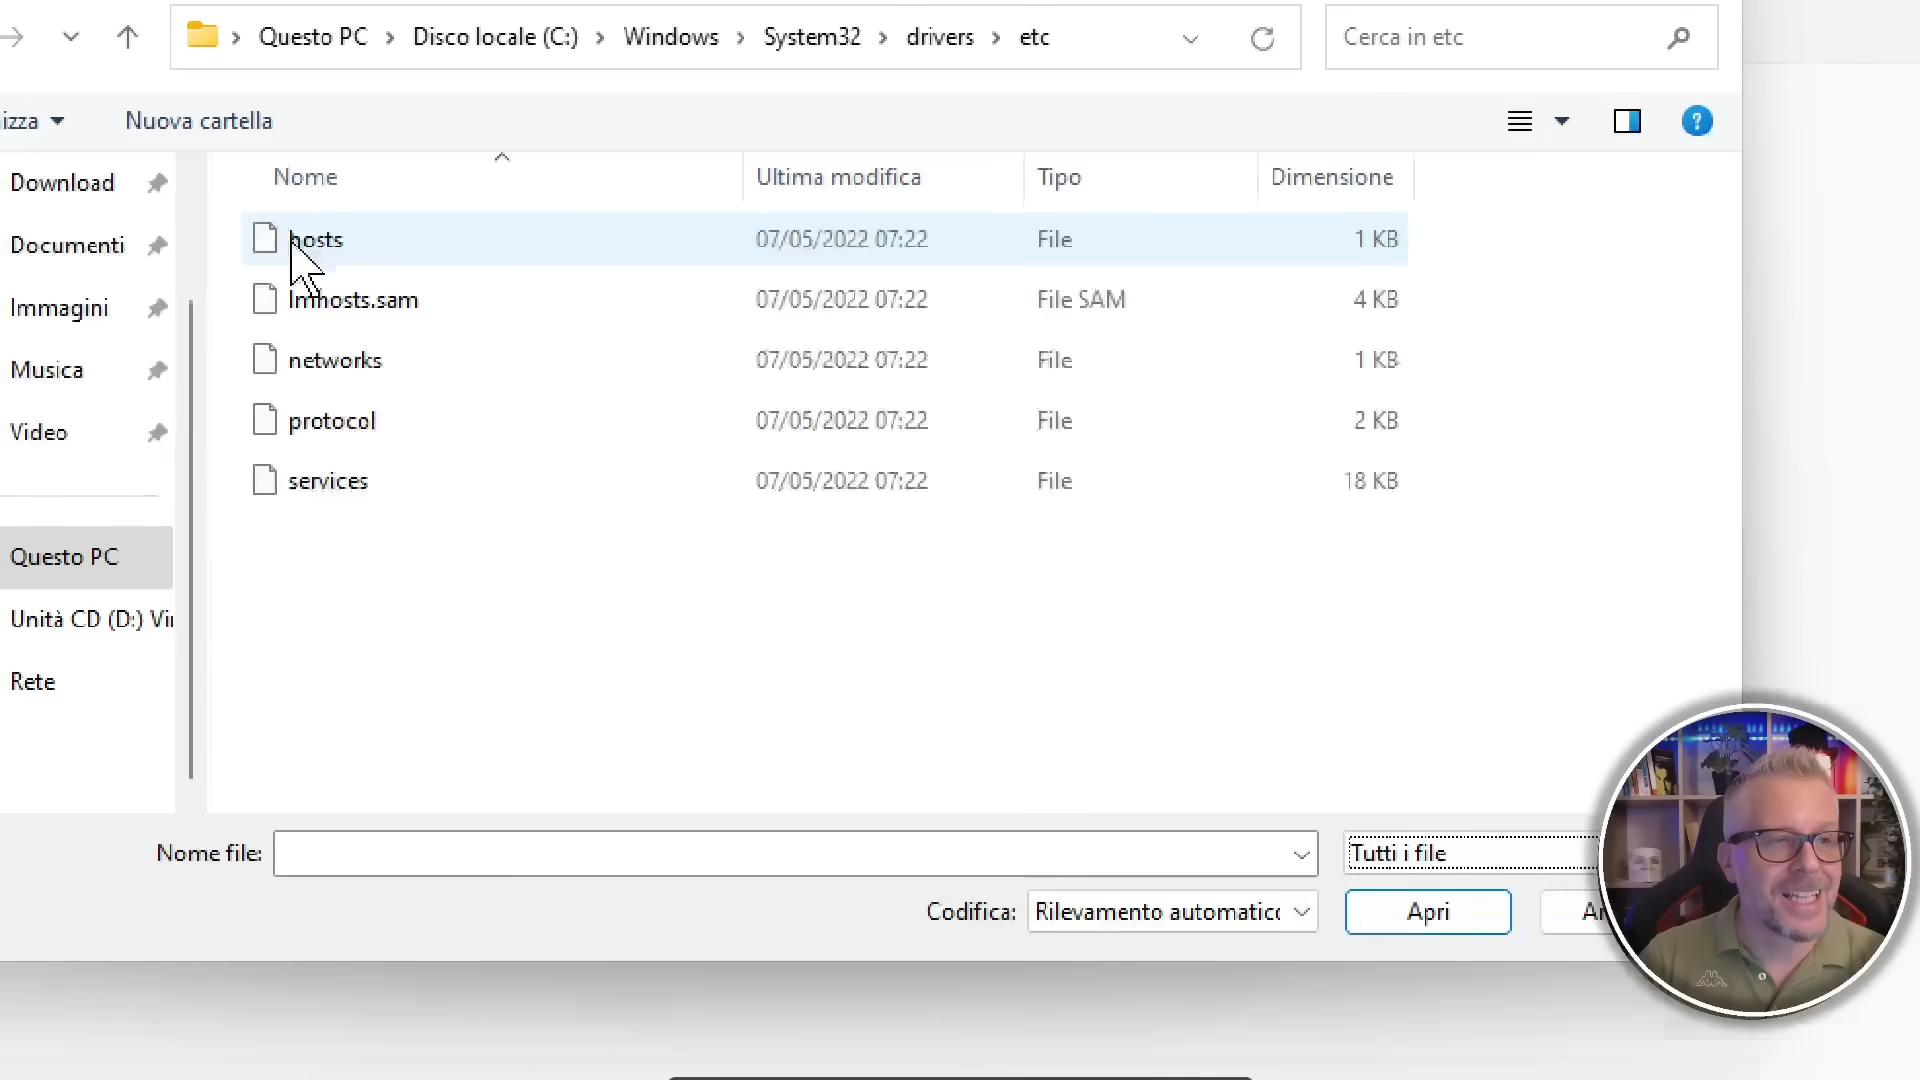 Questo PC > Disco locale (C:) > Windows > System32 > drivers > etc
Cerca in etc
izza
Nuova cartella
?
Nome
Ultima modifica
Tipo
Dimensione
hosts 07/05/2022 07:22 File 1 KB
lmhosts.sam 07/05/2022 07:22 File SAM 4 KB
networks 07/05/2022 07:22 File 1 KB
protocol 07/05/2022 07:22 File 2 KB
services 07/05/2022 07:22 File 18 KB
Download
Documenti
Immagini
Musica
Video
Questo PC
Unità CD (D:) Vir
Rete
Nome file:
Tutti i file
Codifica:
Rilevamento automatico
Apri